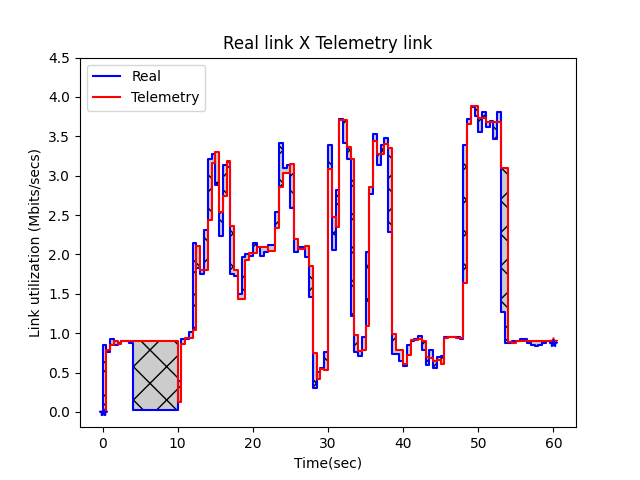 Real link X Telemetry link
Real
Telemetry
Link utilization (Mbits/secs)
4.5
4.0
3.5
3.0
2.5
2.0
1.5
1.0
0.5
0.0
0 10 20 30 40 50 60
Time(sec)